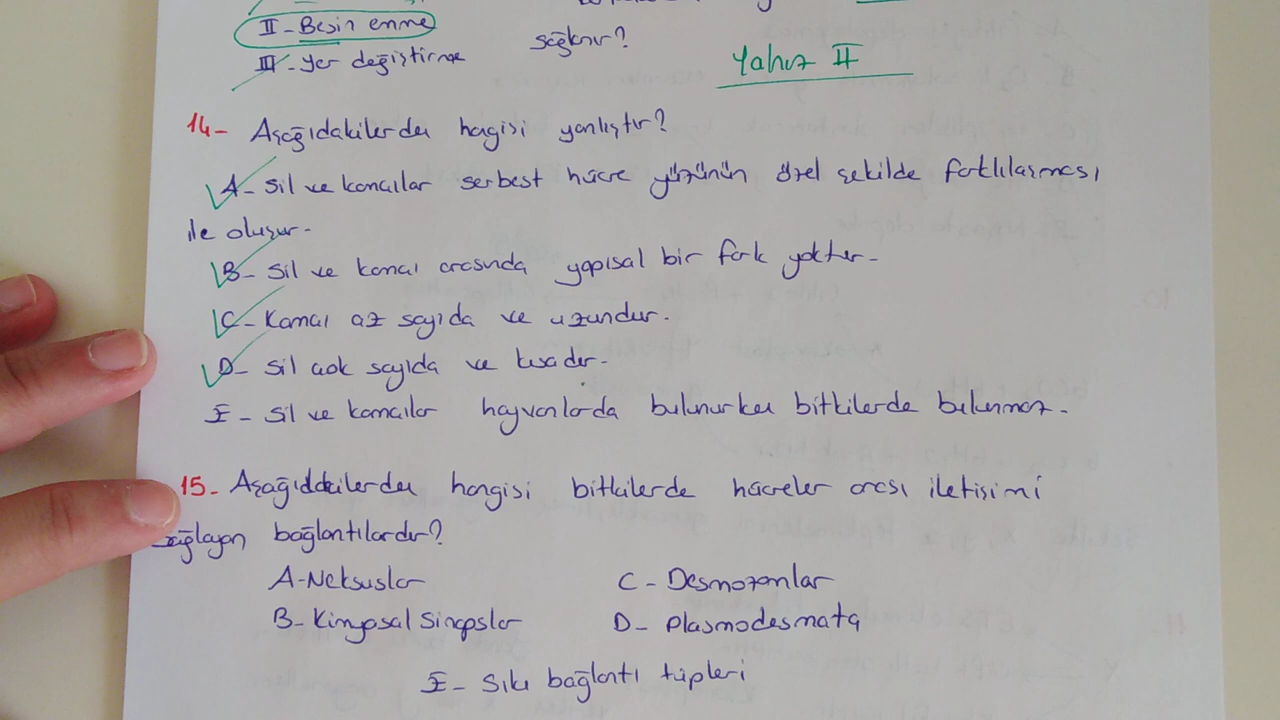 II - Besin emme
sağlanır?
III - Yer değiştirme
Yalnız II
14- Aşağıdakilerden hangisi yanlıştır?
A- Sil ve kamçılar serbest hücre yüzünün özel şekilde farklılaşması
ile oluşur.
B- Sil ve kamçı arasında yapısal bir fark yoktur.
C- Kamçı az sayıda ve uzundur.
D- Sil çok sayıda ve kısadır.
E - Sil ve kamçılar hayvanlarda bulunurken bitkilerde bulunmaz.
15- Aşağıdakilerden hangisi bitkilerde hücreler arası iletişimi
sağlayan bağlantılardır?
A- Neksuslar
C - Desmozomlar
B- Kimyasal Sinapslar
D- Plasmodesmata
E - Sıkı bağlantı tüpleri